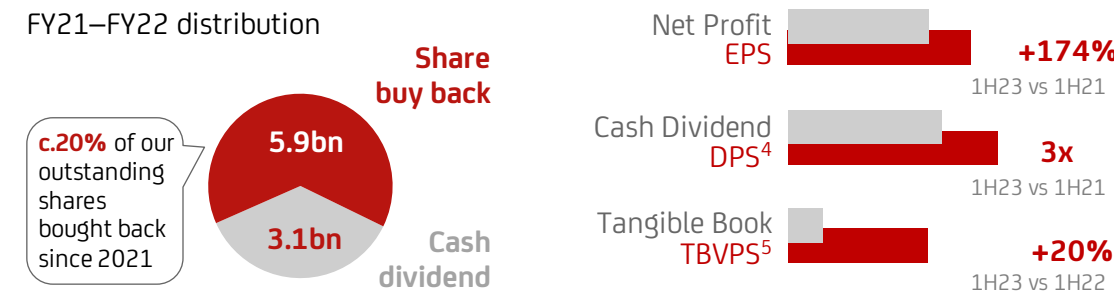 FY21–FY22 distribution
Share
buy back
5.9bn
c.20% of our
outstanding
shares
bought back
since 2021
3.1bn
Cash
dividend
Net Profit
EPS
+174%
1H23 vs 1H21
Cash Dividend
DPS⁴
3x
1H23 vs 1H21
Tangible Book
TBVPS⁵
+20%
1H23 vs 1H22